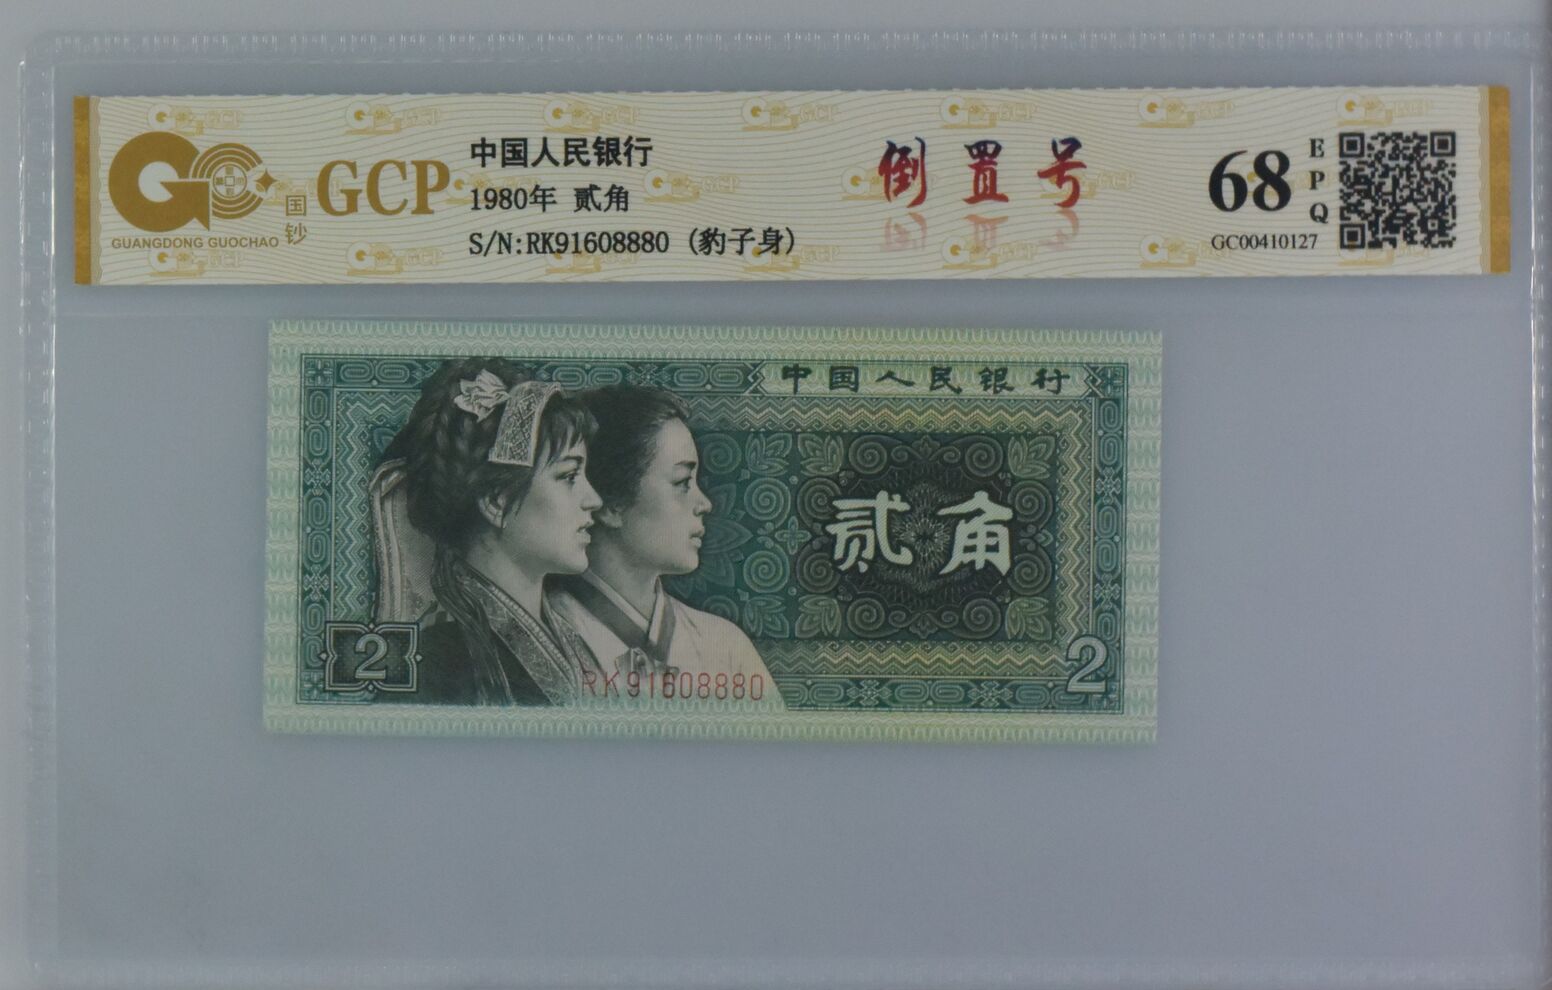 GCP
国钞
GUANGDONG GUOCHAO
中国人民银行
1980年 贰角
S/N:RK91608880 (豹子身)
倒置号
68
EPQ
GC00410127
中国人民银行
贰角
2
2
RK91608880